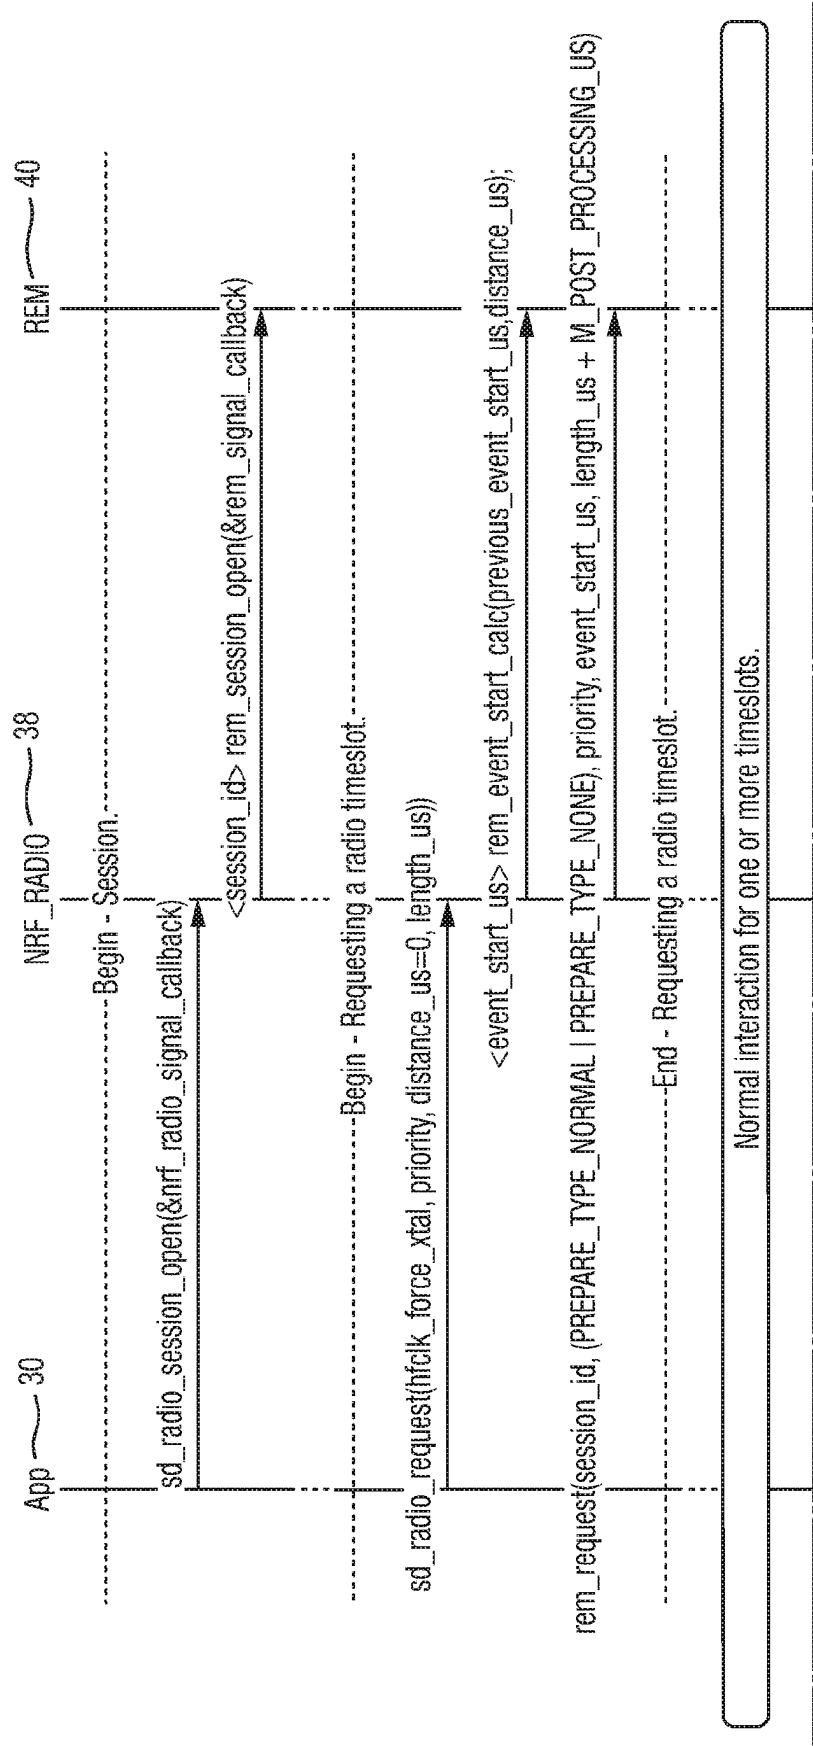 App 30
NRF_RADIO 38
REM 40
Begin - Session.
sd_radio_session_open(&nrf_radio_signal_callback)
<session_id> rem_session_open(&rem_signal_callback)
Begin - Requesting a radio timeslot.
sd_radio_request(hfclk_force_xtal, priority, distance_us=0, length_us))
<event_start_us> rem_event_start_calc(previous_event_start_us,distance_us);
rem_request(session_id, (PREPARE_TYPE_NORMAL | PREPARE_TYPE_NONE), priority, event_start_us, length_us + M_POST_PROCESSING_US)
End - Requesting a radio timeslot.
Normal interaction for one or more timeslots.